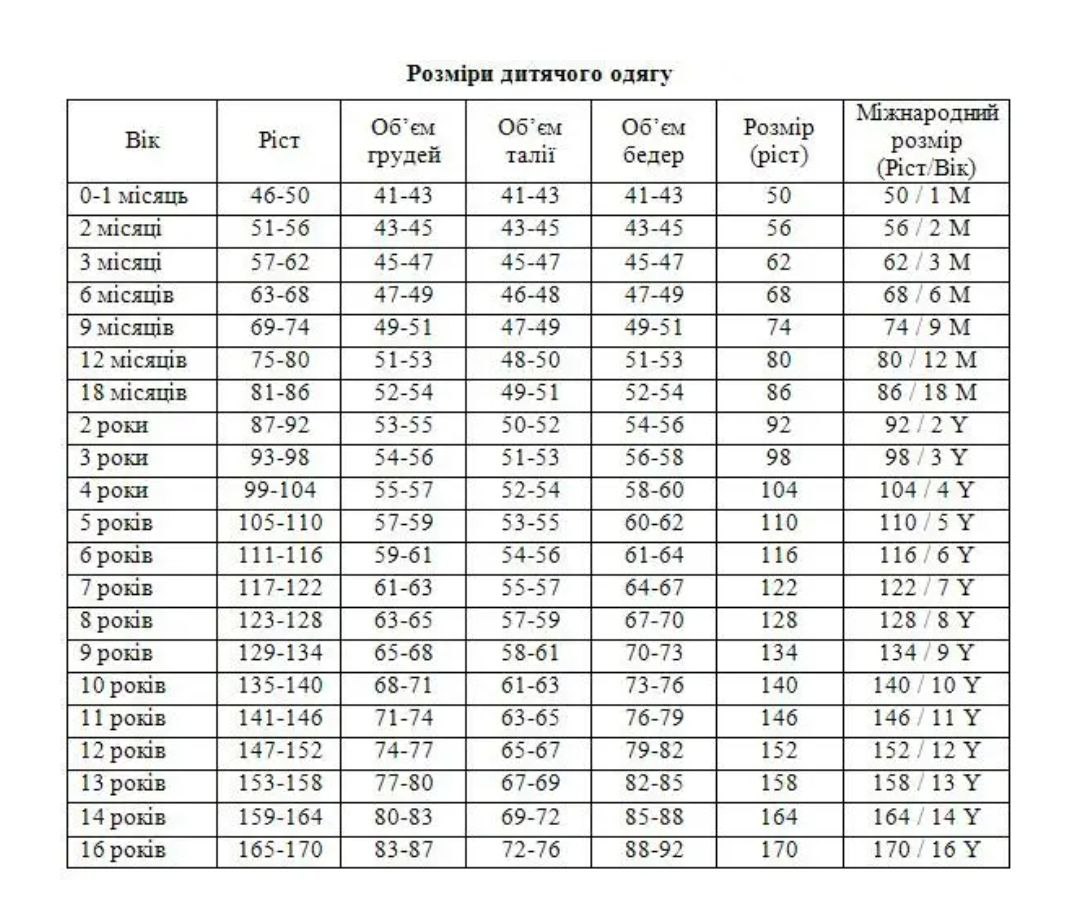 Розміри дитячого одягу
Вік Ріст Об’єм грудей Об’єм талії Об’єм бедер Розмір (ріст) Міжнародний розмір (Ріст/Вік)
0-1 місяць 46-50 41-43 41-43 41-43 50 50 / 1 M
2 місяці 51-56 43-45 43-45 43-45 56 56 / 2 M
3 місяці 57-62 45-47 45-47 45-47 62 62 / 3 M
6 місяців 63-68 47-49 46-48 47-49 68 68 / 6 M
9 місяців 69-74 49-51 47-49 49-51 74 74 / 9 M
12 місяців 75-80 51-53 48-50 51-53 80 80 / 12 M
18 місяців 81-86 52-54 49-51 52-54 86 86 / 18 M
2 роки 87-92 53-55 50-52 54-56 92 92 / 2 Y
3 роки 93-98 54-56 51-53 56-58 98 98 / 3 Y
4 роки 99-104 55-57 52-54 58-60 104 104 / 4 Y
5 років 105-110 57-59 53-55 60-62 110 110 / 5 Y
6 років 111-116 59-61 54-56 61-64 116 116 / 6 Y
7 років 117-122 61-63 55-57 64-67 122 122 / 7 Y
8 років 123-128 63-65 57-59 67-70 128 128 / 8 Y
9 років 129-134 65-68 58-61 70-73 134 134 / 9 Y
10 років 135-140 68-71 61-63 73-76 140 140 / 10 Y
11 років 141-146 71-74 63-65 76-79 146 146 / 11 Y
12 років 147-152 74-77 65-67 79-82 152 152 / 12 Y
13 років 153-158 77-80 67-69 82-85 158 158 / 13 Y
14 років 159-164 80-83 69-72 85-88 164 164 / 14 Y
16 років 165-170 83-87 72-76 88-92 170 170 / 16 Y